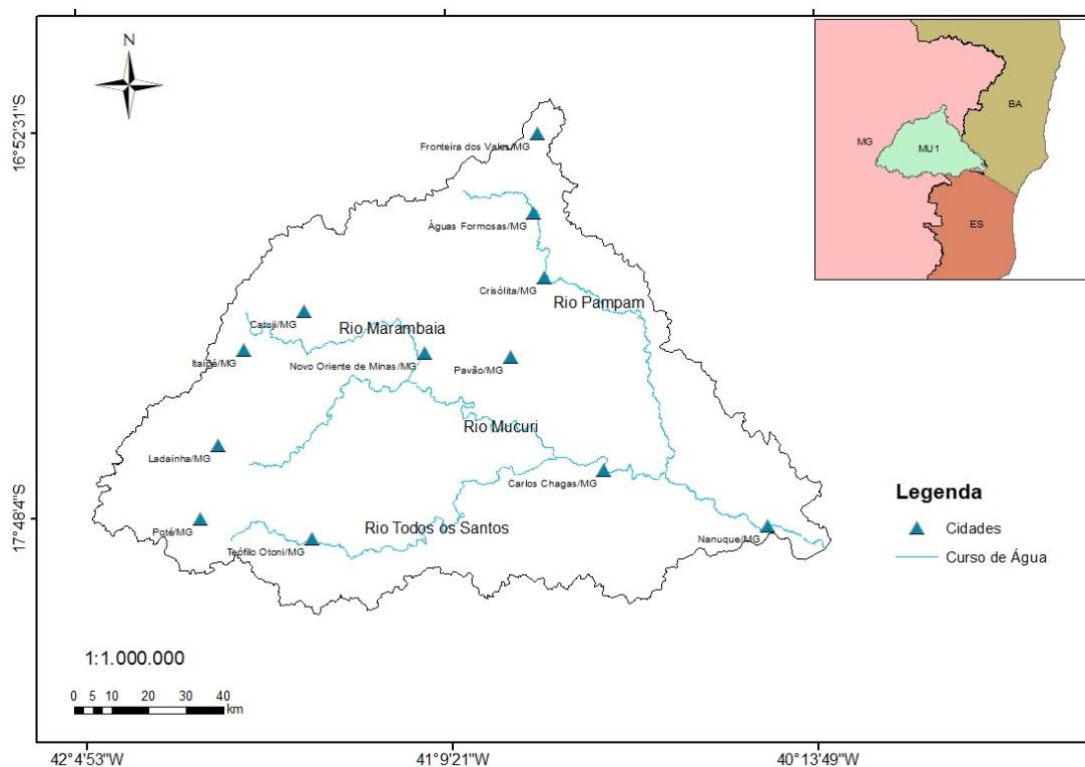 N
16°52'31"S
17°48'4"S
Fronteira dos Vales/MG
Águas Formosas/MG
Crisólita/MG
Rio Pampam
Catuji/MG
Rio Marambaia
Itaipé/MG
Novo Oriente de Minas/MG
Pavão/MG
Rio Mucuri
Ladainha/MG
Carlos Chagas/MG
Poté/MG
Rio Todos os Santos
Teófilo Otoni/MG
Nanuque/MG
BA
MG
MU1
ES
Legenda
Cidades
Curso de Água
1:1.000.000
0 5 10 20 30 40
km
42°4'53"W 41°9'21"W 40°13'49"W